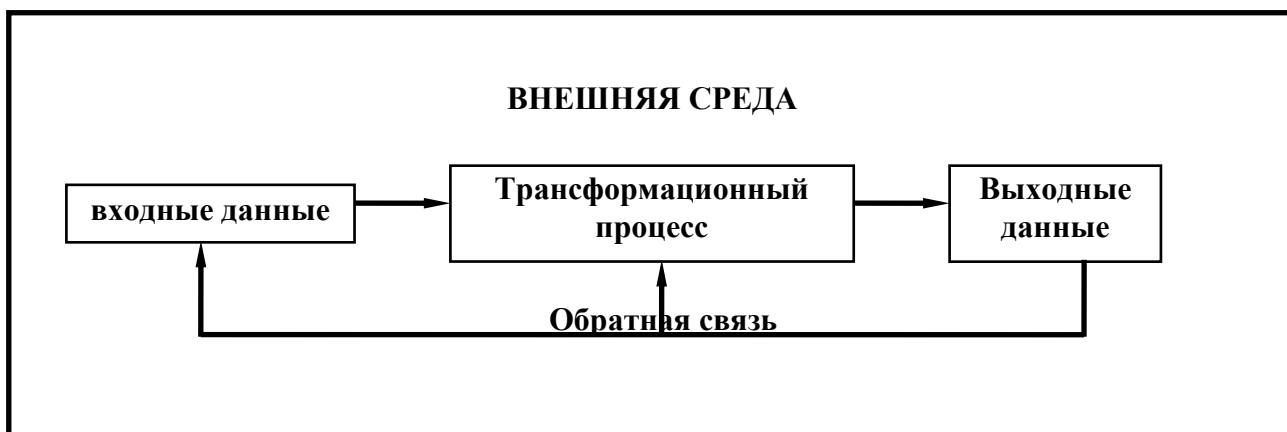 ВНЕШНЯЯ СРЕДА
входные данные
Трансформационный
процесс
Выходные
данные
Обратная связь